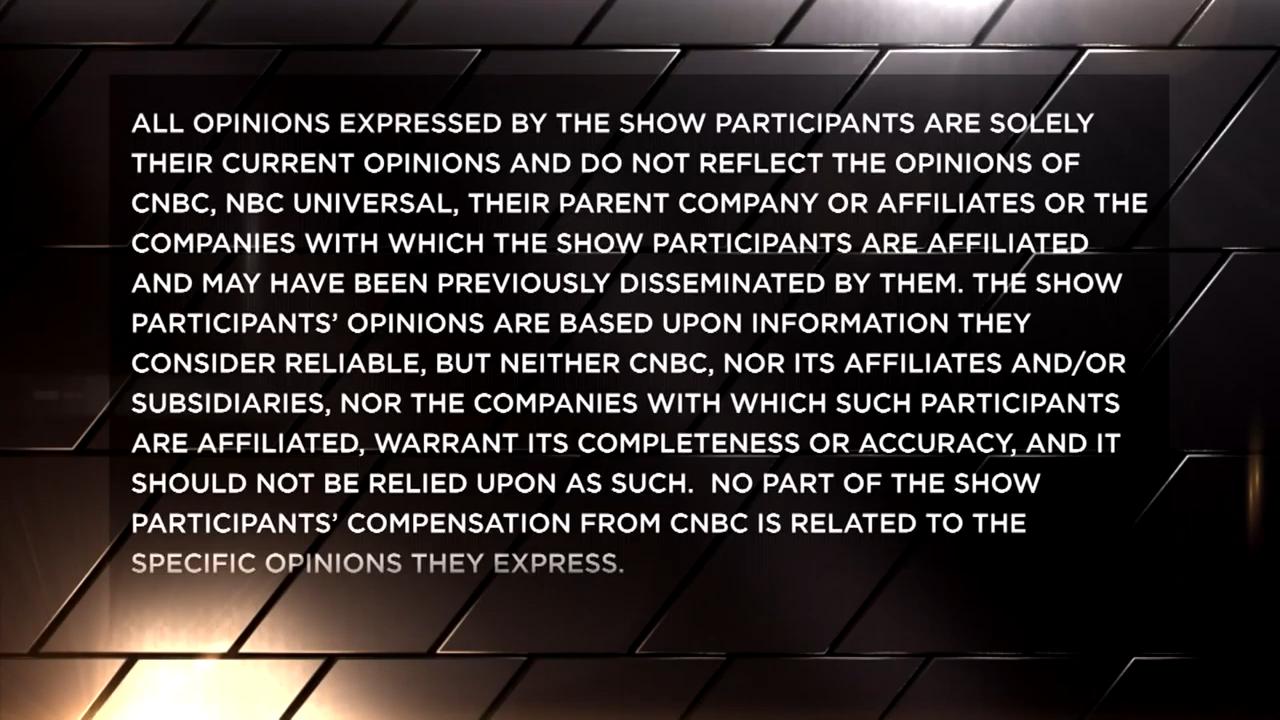 ALL OPINIONS EXPRESSED BY THE SHOW PARTICIPANTS ARE SOLELY
THEIR CURRENT OPINIONS AND DO NOT REFLECT THE OPINIONS OF
CNBC, NBC UNIVERSAL, THEIR PARENT COMPANY OR AFFILIATES OR THE
COMPANIES WITH WHICH THE SHOW PARTICIPANTS ARE AFFILIATED
AND MAY HAVE BEEN PREVIOUSLY DISSEMINATED BY THEM. THE SHOW
PARTICIPANTS’ OPINIONS ARE BASED UPON INFORMATION THEY
CONSIDER RELIABLE, BUT NEITHER CNBC, NOR ITS AFFILIATES AND/OR
SUBSIDIARIES, NOR THE COMPANIES WITH WHICH SUCH PARTICIPANTS
ARE AFFILIATED, WARRANT ITS COMPLETENESS OR ACCURACY, AND IT
SHOULD NOT BE RELIED UPON AS SUCH.  NO PART OF THE SHOW
PARTICIPANTS’ COMPENSATION FROM CNBC IS RELATED TO THE
SPECIFIC OPINIONS THEY EXPRESS.